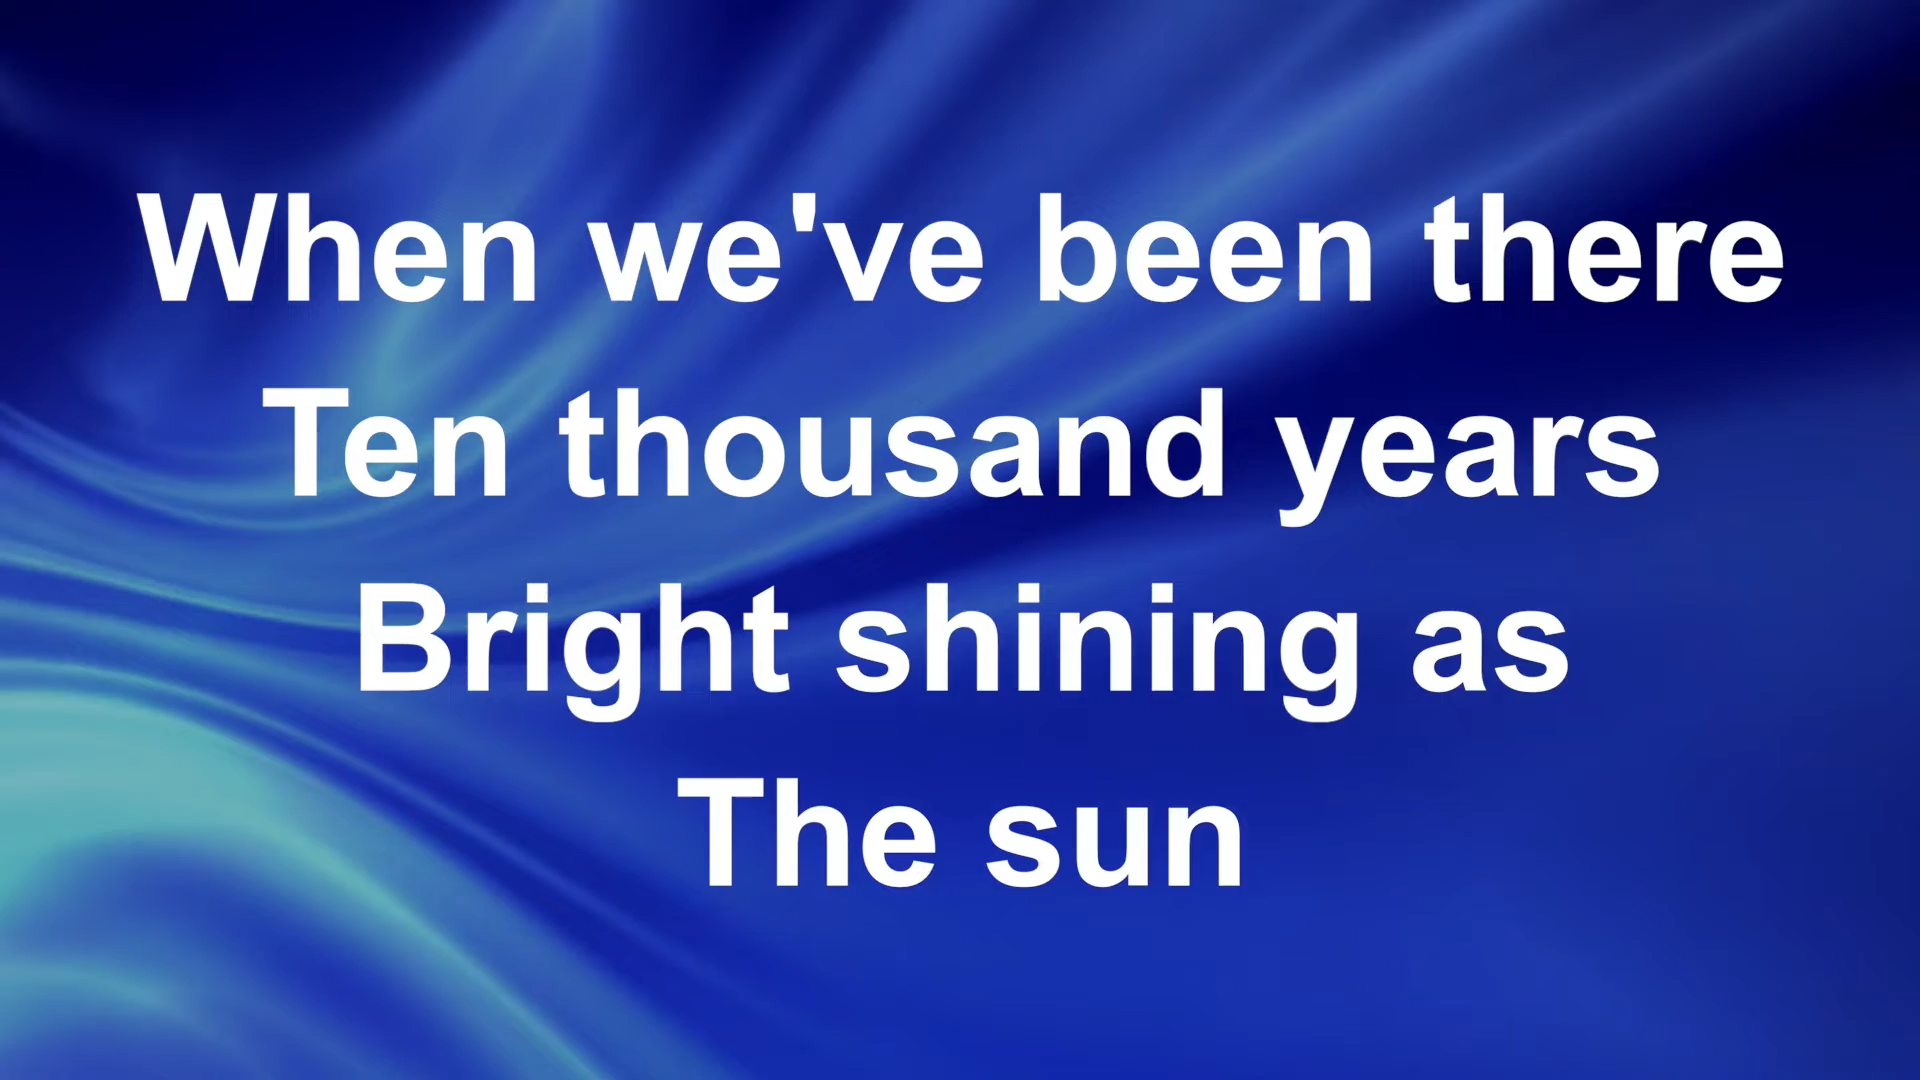 When we've been there
Ten thousand years
Bright shining as
The sun